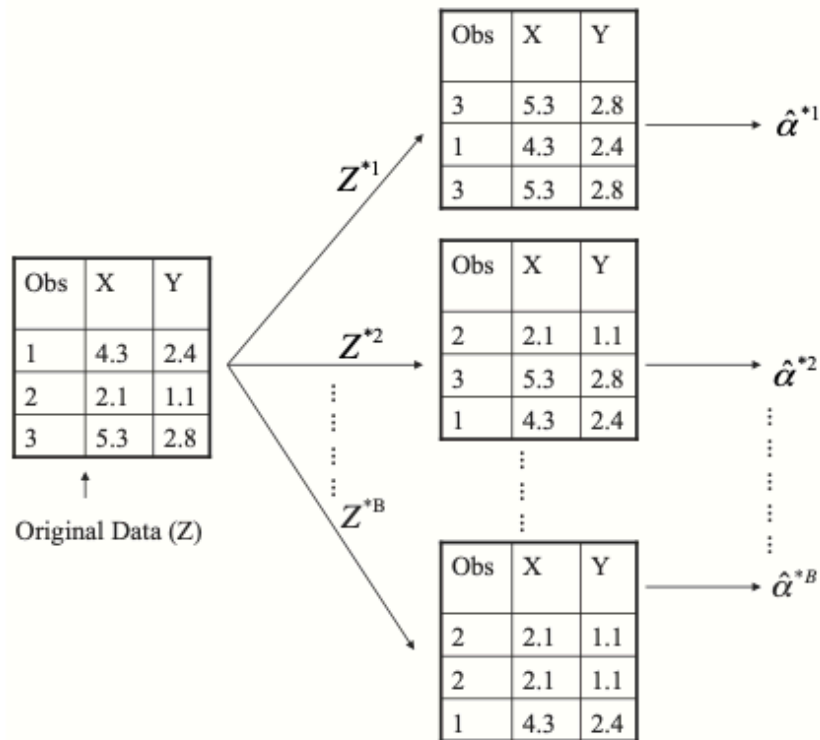 Obs X Y
3 5.3 2.8
1 4.3 2.4
3 5.3 2.8
α̂*1
Z*1
Obs X Y
1 4.3 2.4
2 2.1 1.1
3 5.3 2.8
Original Data (Z)
Z*2
Obs X Y
2 2.1 1.1
3 5.3 2.8
1 4.3 2.4
α̂*2
Z*B
Obs X Y
2 2.1 1.1
2 2.1 1.1
1 4.3 2.4
α̂*B